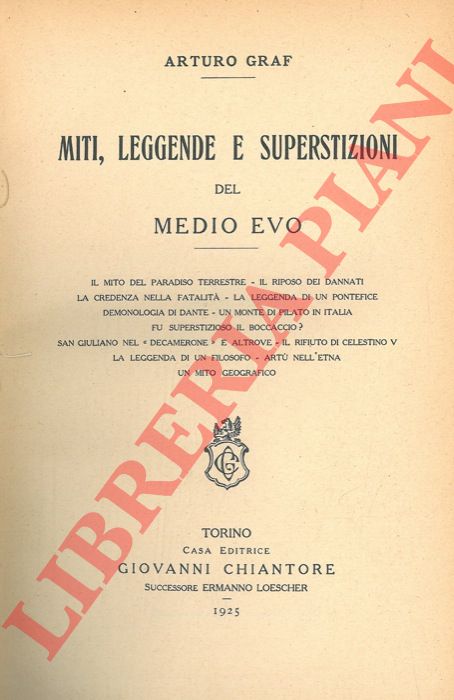 ARTURO GRAF
MITI, LEGGENDE E SUPERSTIZIONI
DEL
MEDIO EVO
IL MITO DEL PARADISO TERRESTRE - IL RIPOSO DEI DANNATI
LA CREDENZA NELLA FATALITÀ - LA LEGGENDA DI UN PONTEFICE
DEMONOLOGIA DI DANTE - UN MONTE DI PILATO IN ITALIA
FU SUPERSTIZIOSO IL BOCCACCIO?
SAN GIULIANO NEL « DECAMERONE » E ALTROVE - IL RIFIUTO DI CELESTINO V
LA LEGGENDA DI UN FILOSOFO - ARTÙ NELL'ETNA
UN MITO GEOGRAFICO
TORINO
CASA EDITRICE
GIOVANNI CHIANTORE
SUCCESSORE ERMANNO LOESCHER
1925
LIBRERIA PIANI